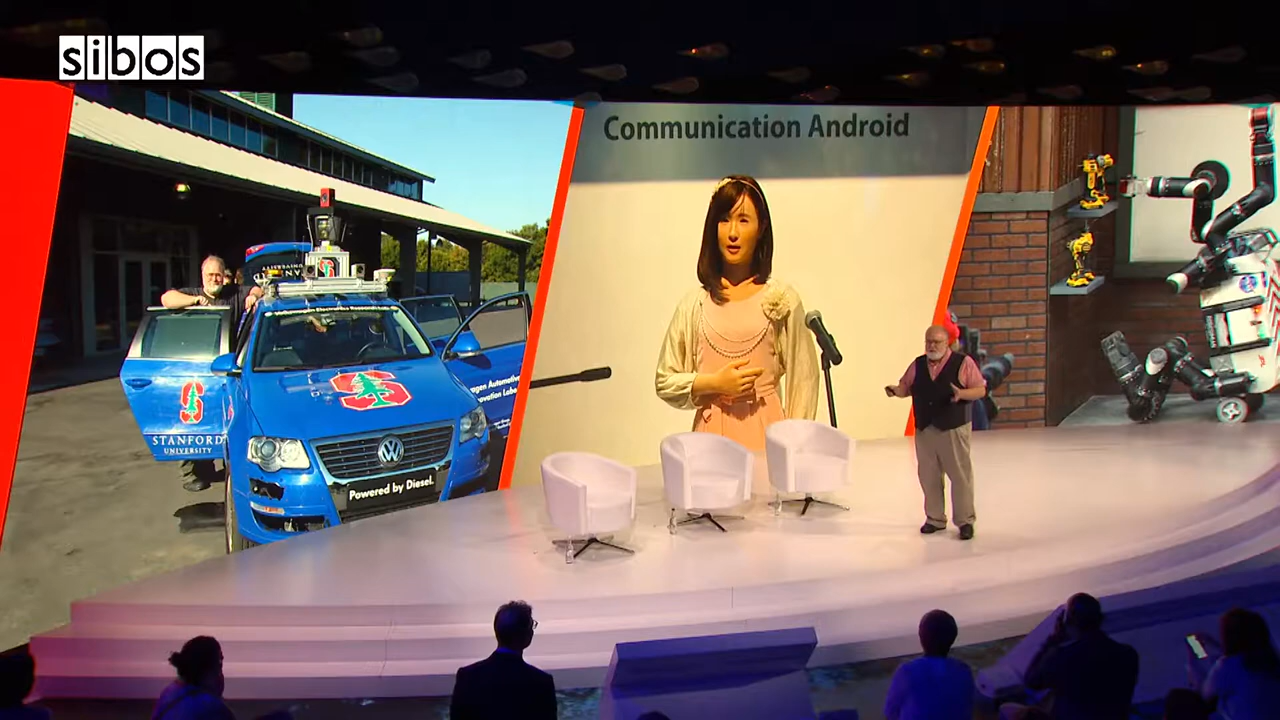 sibos
Communication Android
STANFORD
UNIVERSITY
Powered by Diesel.